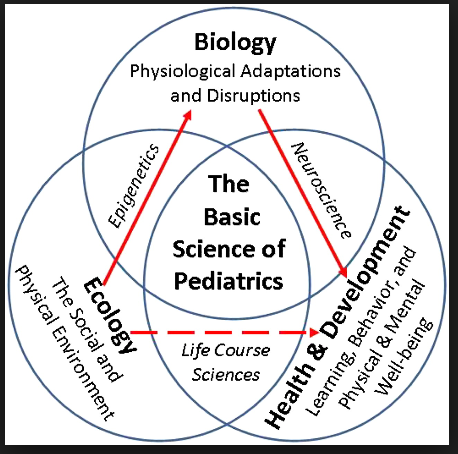 Biology
Physiological Adaptations
and Disruptions
Epigenetics
Neuroscience
The
Basic
Science of
Pediatrics
Ecology
The Social and
Physical Environment
Life Course
Sciences
Health & Development
Learning, Behavior, and
Physical & Mental
Well-being